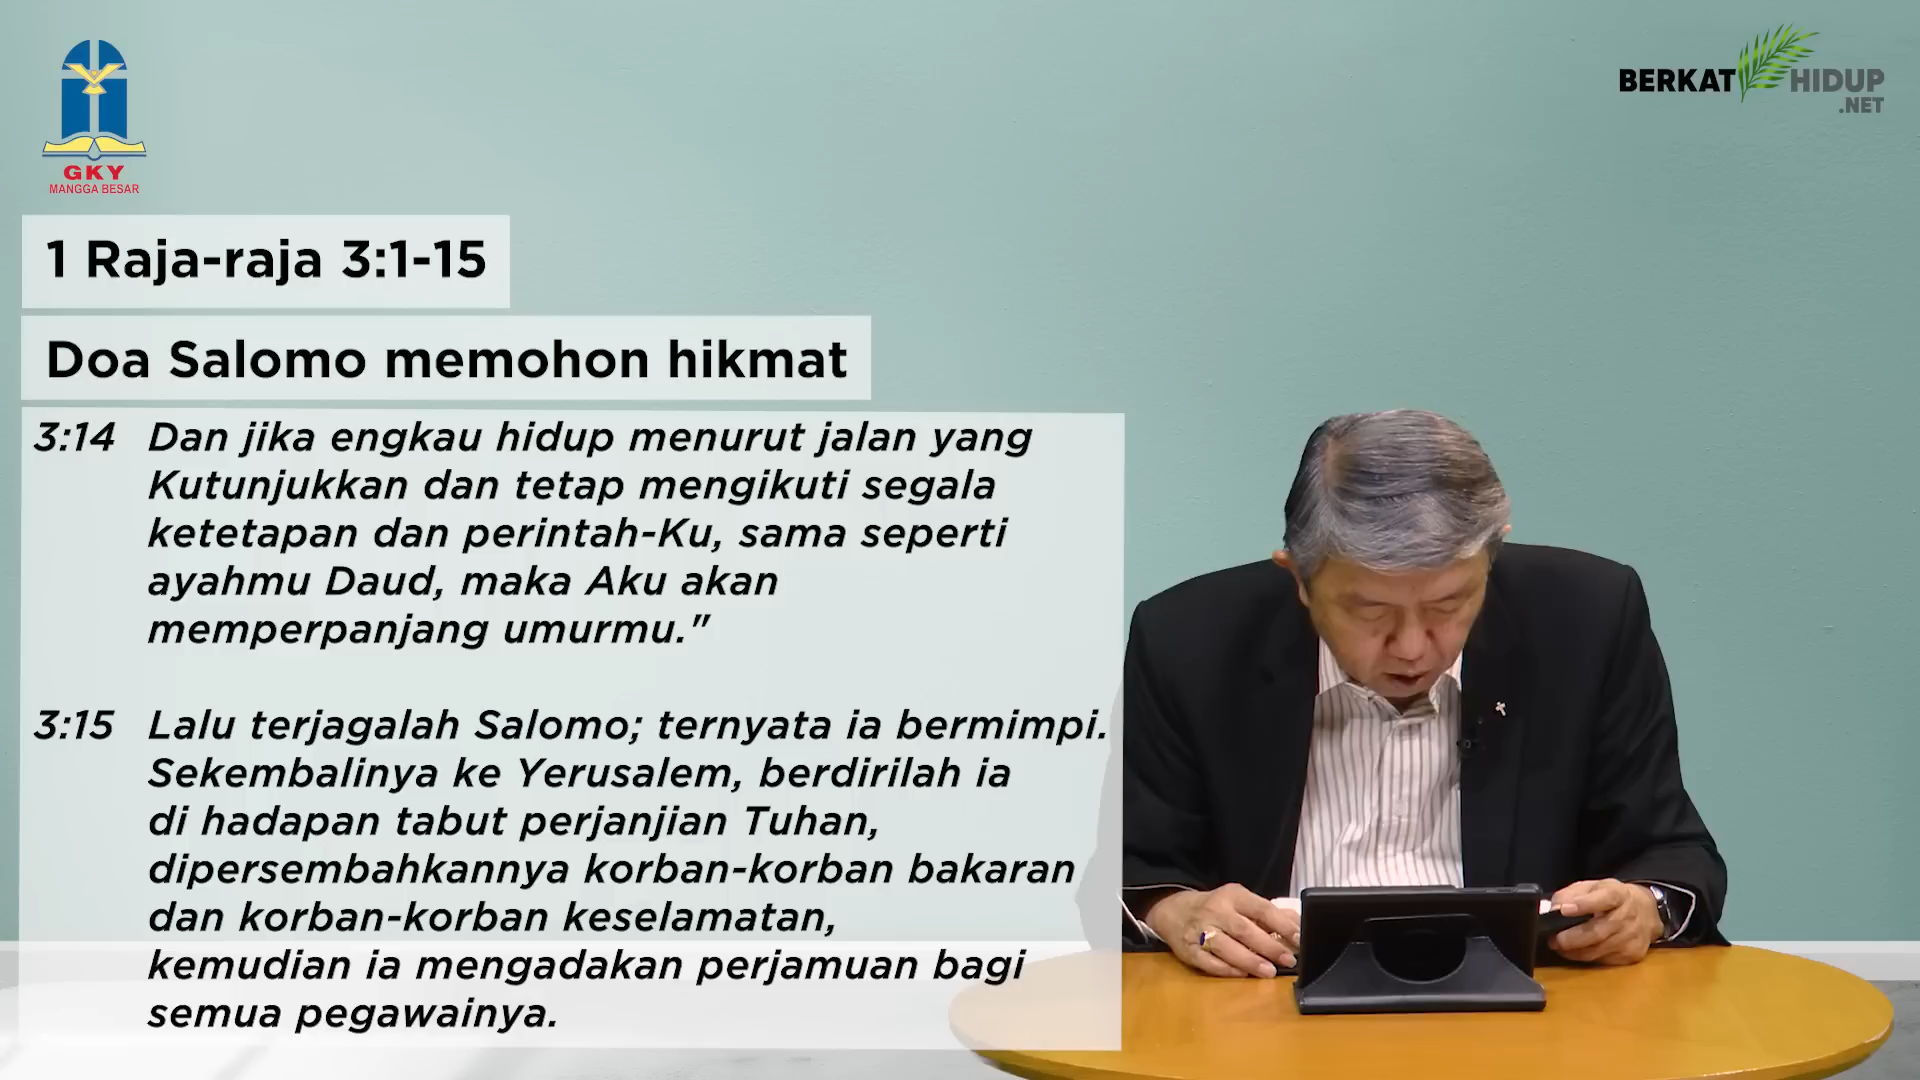 GKY
MANGGA BESAR
BERKAT HIDUP
.NET
1 Raja-raja 3:1-15
Doa Salomo memohon hikmat
3:14 Dan jika engkau hidup menurut jalan yang
Kutunjukkan dan tetap mengikuti segala
ketetapan dan perintah-Ku, sama seperti
ayahmu Daud, maka Aku akan
memperpanjang umurmu."
3:15 Lalu terjagalah Salomo; ternyata ia bermimpi.
Sekembalinya ke Yerusalem, berdirilah ia
di hadapan tabut perjanjian Tuhan,
dipersembahkannya korban-korban bakaran
dan korban-korban keselamatan,
kemudian ia mengadakan perjamuan bagi
semua pegawainya.